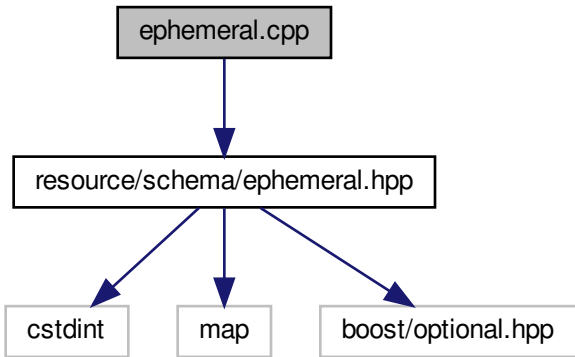 ephemeral.cpp
resource/schema/ephemeral.hpp
cstdint
map
boost/optional.hpp